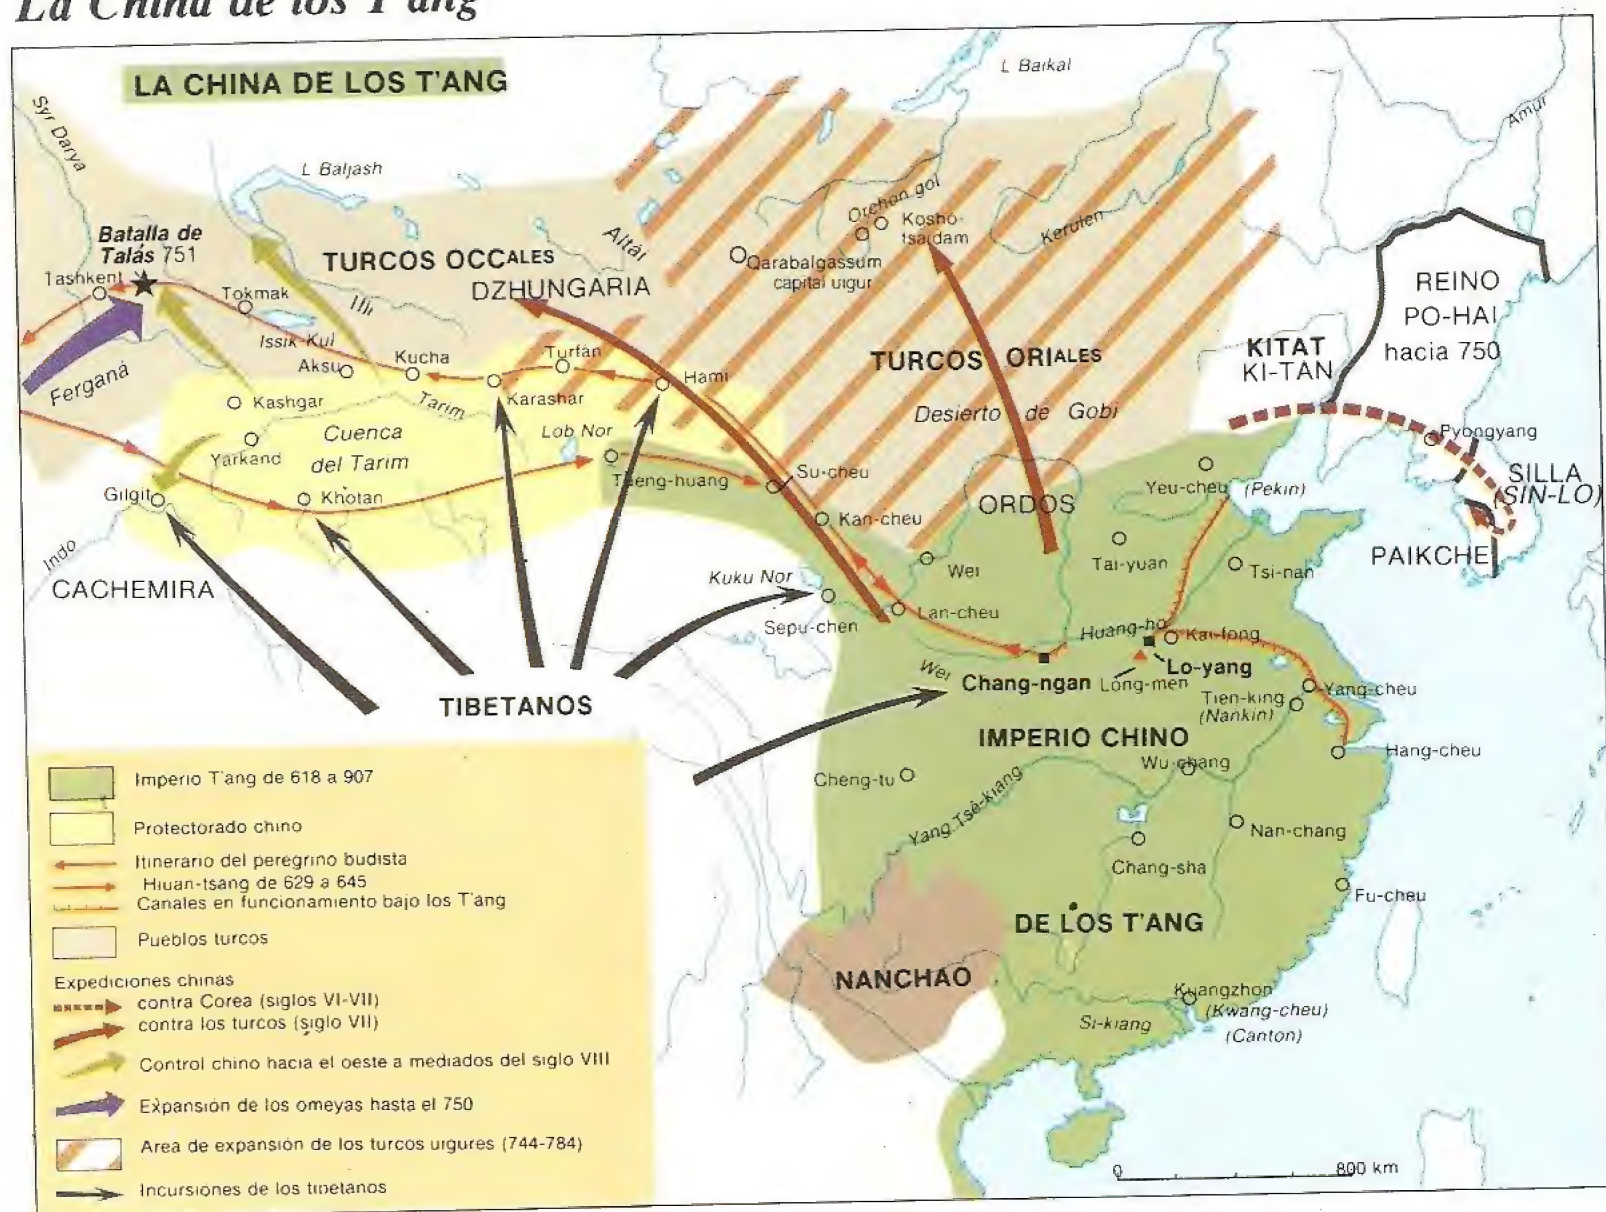 La China de los T'ang
LA CHINA DE LOS T'ANG
L Baikal
Amur
Syr Darya
L Baljash
Batalla de
Talás 751
Tashkent
Tokmak
TURCOS OCCALES
DZHUNGARIA
Altái
Orchon gol
Kosho-
tsaidam
Kerulen
Qarabalgassum
capital uigur
REINO
PO-HAI
hacia 750
Illi
Issik-Kul
Ferganá
Aksu
Kucha
Turfán
Hami
Karashar
TURCOS ORIALES
Desierto de Gobi
KITAT
KI-TAN
Kashgar
Tarim
Cuenca
del Tarim
Lob Nor
Yarkand
Gilgit
Khotan
Tueng-huang
Su-cheu
Kan-cheu
ORDOS
Yeu-cheu (Pekin)
Pyongyang
SILLA
(SIN-LO)
PAIKCHE
Indo
CACHEMIRA
Kuku Nor
Sepu-chen
Wei
Tai-yuan
Tsi-nan
Lan-cheu
Huang-ho
Kai-fong
Wei
Chang-ngan
Long-men
Lo-yang
Yang-cheu
Tien-king
(Nankin)
TIBETANOS
IMPERIO CHINO
Hang-cheu
Wu-chang
Cheng-tu
Yang Tsê-kiang
Nan-chang
Chang-sha
Fu-cheu
DE LOS T'ANG
NANCHAO
Kuangzhon
(Kwang-cheu)
(Canton)
Si-kiang
0 800 km
Imperio T'ang de 618 a 907
Protectorado chino
Itinerario del peregrino budista
Hiuan-tsang de 629 a 645
Canales en funcionamiento bajo los T'ang
Pueblos turcos
Expediciones chinas
contra Corea (siglos VI-VII)
contra los turcos (siglo VII)
Control chino hacia el oeste a mediados del siglo VIII
Expansión de los omeyas hasta el 750
Area de expansión de los turcos uigures (744-784)
Incursiones de los tibetanos